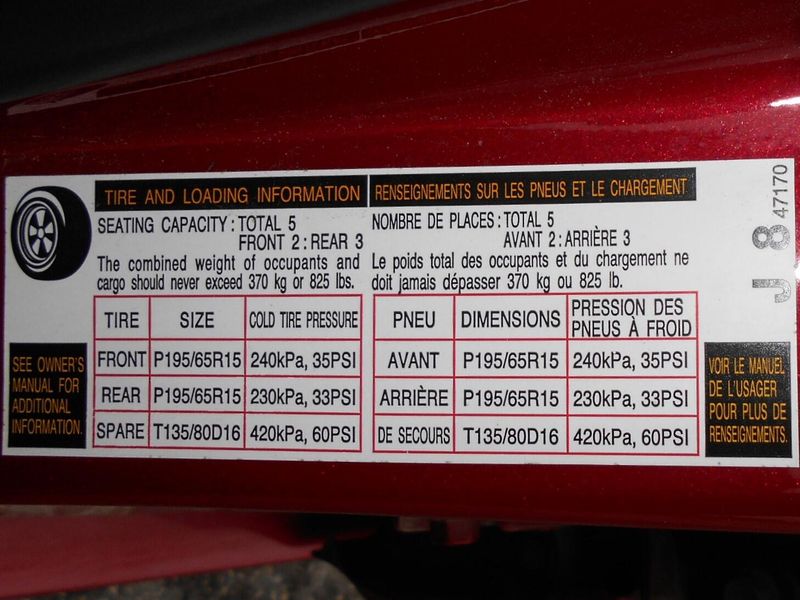 TIRE AND LOADING INFORMATION
SEATING CAPACITY : TOTAL 5
FRONT 2 : REAR 3
The combined weight of occupants and
cargo should never exceed 370 kg or 825 lbs.
TIRE SIZE COLD TIRE PRESSURE
FRONT P195/65R15 240kPa, 35PSI
REAR P195/65R15 230kPa, 33PSI
SPARE T135/80D16 420kPa, 60PSI
SEE OWNER'S
MANUAL FOR
ADDITIONAL
INFORMATION.
RENSEIGNEMENTS SUR LES PNEUS ET LE CHARGEMENT
NOMBRE DE PLACES : TOTAL 5
AVANT 2 : ARRIÈRE 3
Le poids total des occupants et du chargement ne
doit jamais dépasser 370 kg ou 825 lb.
PNEU DIMENSIONS PRESSION DES
PNEUS À FROID
AVANT P195/65R15 240kPa, 35PSI
ARRIÈRE P195/65R15 230kPa, 33PSI
DE SECOURS T135/80D16 420kPa, 60PSI
VOIR LE MANUEL
DE L'USAGER
POUR PLUS DE
RENSEIGNEMENTS.
J 8 47170